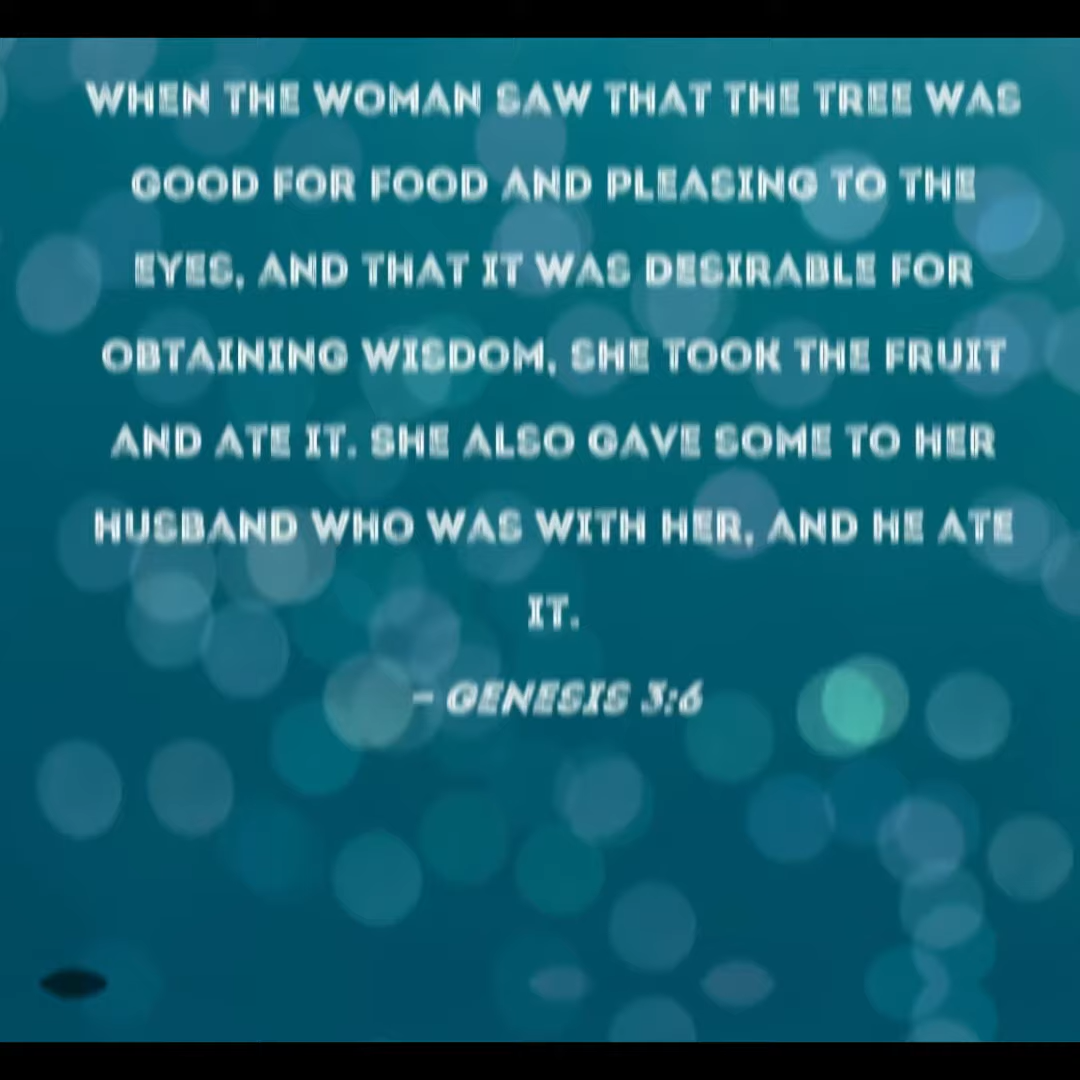 WHEN THE WOMAN SAW THAT THE TREE WAS
GOOD FOR FOOD AND PLEASING TO THE
EYES, AND THAT IT WAS DESIRABLE FOR
OBTAINING WISDOM, SHE TOOK THE FRUIT
AND ATE IT. SHE ALSO GAVE SOME TO HER
HUSBAND WHO WAS WITH HER, AND HE ATE
IT.
– GENESIS 3:6